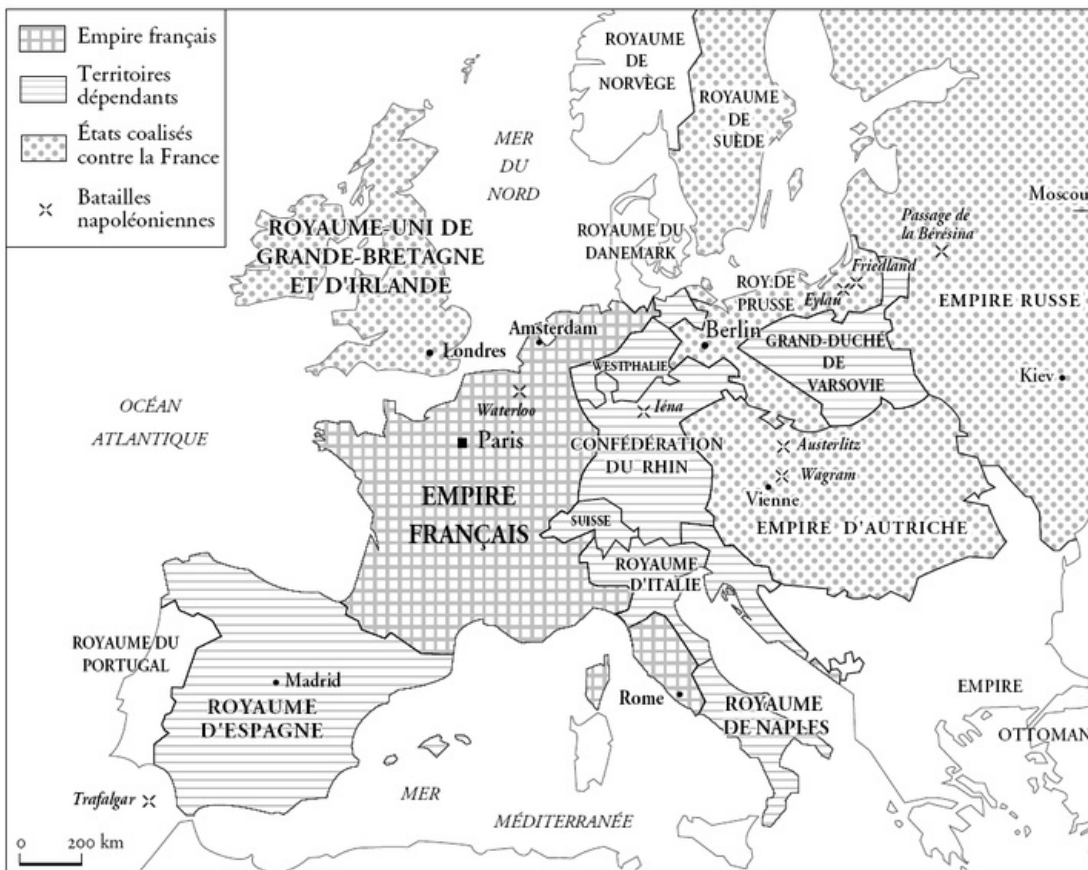 Empire français
Territoires
dépendants
États coalisés
contre la France
Batailles
napoléoniennes
ROYAUME
DE
NORVÈGE
ROYAUME
DE
SUÈDE
MER
DU
NORD
Moscou
Passage de
la Bérésina
ROYAUME-UNI DE
GRANDE-BRETAGNE
ET D'IRLANDE
ROYAUME DU
DANEMARK
Friedland
Eylau
ROY. DE
PRUSSE
EMPIRE RUSSE
Amsterdam
Berlin
Londres
GRAND-DUCHÉ
DE
VARSOVIE
WESTPHALIE
Kiev
OCÉAN
ATLANTIQUE
Waterloo
Iéna
Paris
CONFÉDÉRATION
DU RHIN
Austerlitz
Wagram
Vienne
EMPIRE
FRANÇAIS
SUISSE
EMPIRE D'AUTRICHE
ROYAUME
D'ITALIE
ROYAUME DU
PORTUGAL
Madrid
ROYAUME
D'ESPAGNE
Rome
ROYAUME
DE NAPLES
EMPIRE
OTTOMAN
Trafalgar
MER
MÉDITERRANÉE
0 200 km